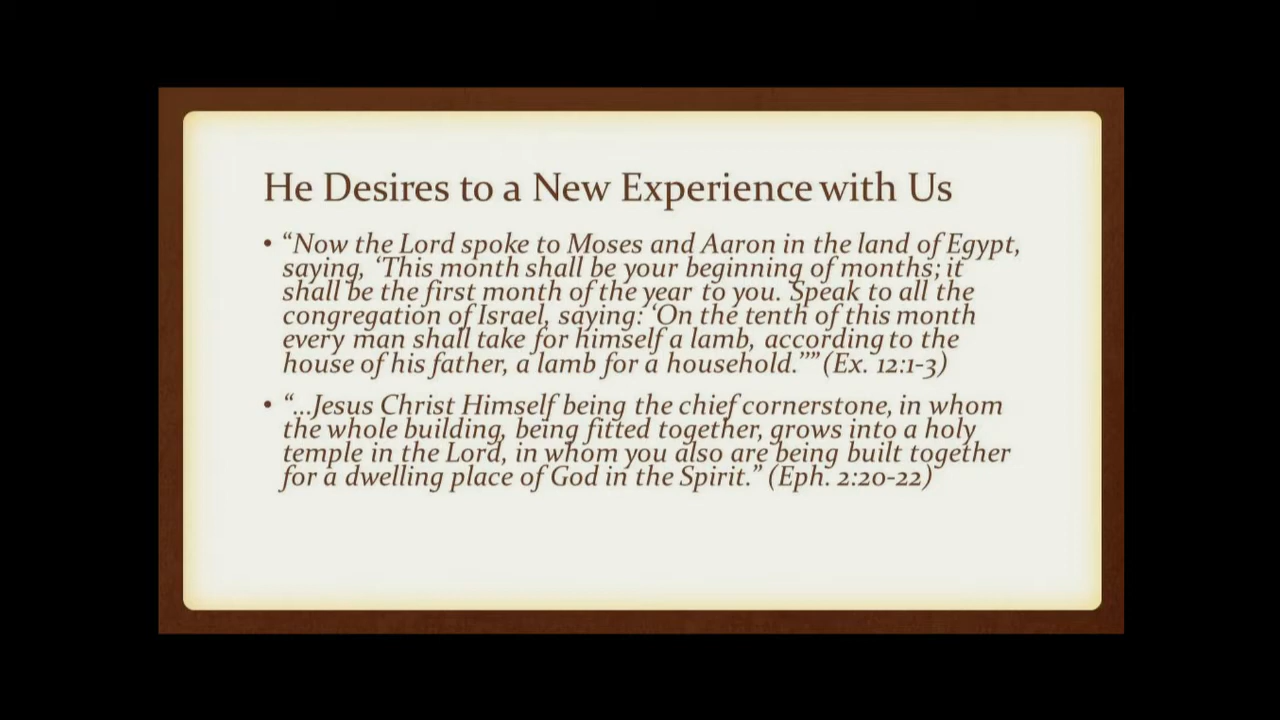 He Desires to a New Experience with Us
• “Now the Lord spoke to Moses and Aaron in the land of Egypt,
saying, ‘This month shall be your beginning of months; it
shall be the first month of the year to you. Speak to all the
congregation of Israel, saying: ‘On the tenth of this month
every man shall take for himself a lamb, according to the
house of his father, a lamb for a household.’”” (Ex. 12:1-3)
• “…Jesus Christ Himself being the chief cornerstone, in whom
the whole building, being fitted together, grows into a holy
temple in the Lord, in whom you also are being built together
for a dwelling place of God in the Spirit.” (Eph. 2:20-22)